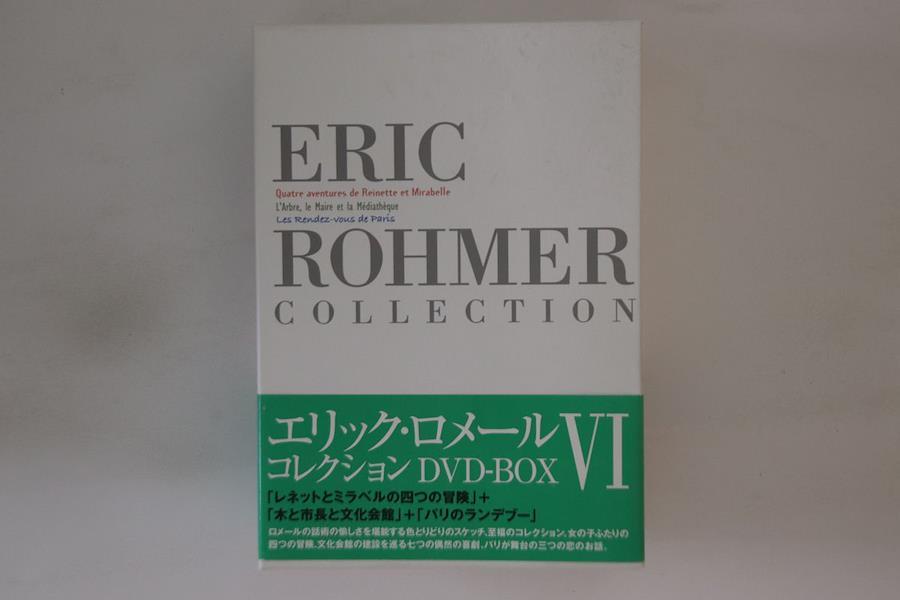 ERIC
Quatre aventures de Reinette et Mirabelle
L'Arbre, le Maire et la Médiathèque
Les Rendez-vous de Paris
ROHMER
COLLECTION
エリック・ロメール
コレクション DVD-BOX VI
「レネットとミラベルの四つの冒険」+
「木と市長と文化会館」+「パリのランデブー」
ロメールの話術の愉しさを堪能する色とりどりのスケッチ、至福のコレクション。女の子ふたりの
四つの冒険、文化会館の建設を巡る七つの偶然の喜劇、パリが舞台の三つの恋のお話。